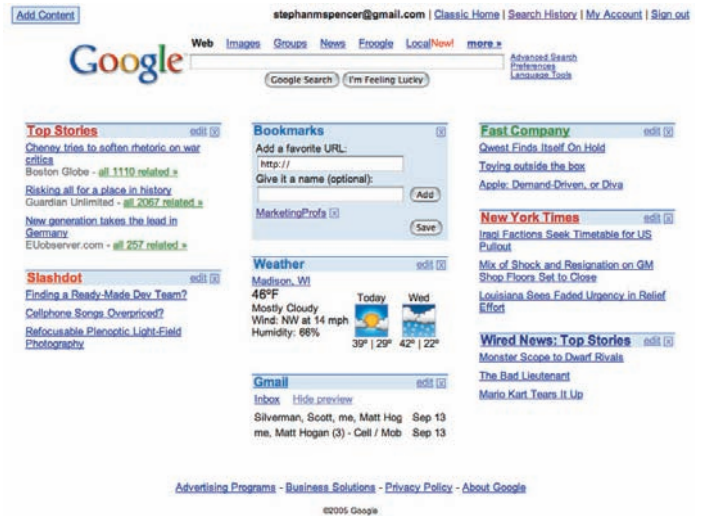 Add Content
stephanmspencer@gmail.com | Classic Home | Search History | My Account | Sign out
Google
Web Images Groups News Froogle Local New! more »
Advanced Search
Preferences
Language Tools
Google Search I'm Feeling Lucky
Top Stories edit x
Cheney tries to soften rhetoric on war
critics
Boston Globe - all 1110 related »
Risking all for a place in history
Guardian Unlimited - all 2067 related »
New generation takes the lead in
Germany
EUobserver.com - all 257 related »
Slashdot edit x
Finding a Ready-Made Dev Team?
Cellphone Songs Overpriced?
Refocusable Plenoptic Light-Field
Photography
Bookmarks x
Add a favorite URL:
http://
Give it a name (optional):
Add
MarketingProfs x
Save
Weather edit x
Madison, WI
46°F
Mostly Cloudy
Wind: NW at 14 mph
Humidity: 66%
Today Wed
39° | 29° 42° | 22°
Gmail edit x
Inbox Hide preview
Silverman, Scott, me, Matt Hog Sep 13
me, Matt Hogan (3) - Cell / Mob Sep 13
Fast Company edit x
Qwest Finds Itself On Hold
Toying outside the box
Apple: Demand-Driven, or Diva
New York Times edit x
Iraqi Factions Seek Timetable for US
Pullout
Mix of Shock and Resignation on GM
Shop Floors Set to Close
Louisiana Sees Faded Urgency in Relief
Effort
Wired News: Top Stories edit x
Monster Scope to Dwarf Rivals
The Bad Lieutenant
Mario Kart Tears It Up
Advertising Programs - Business Solutions - Privacy Policy - About Google
©2005 Google